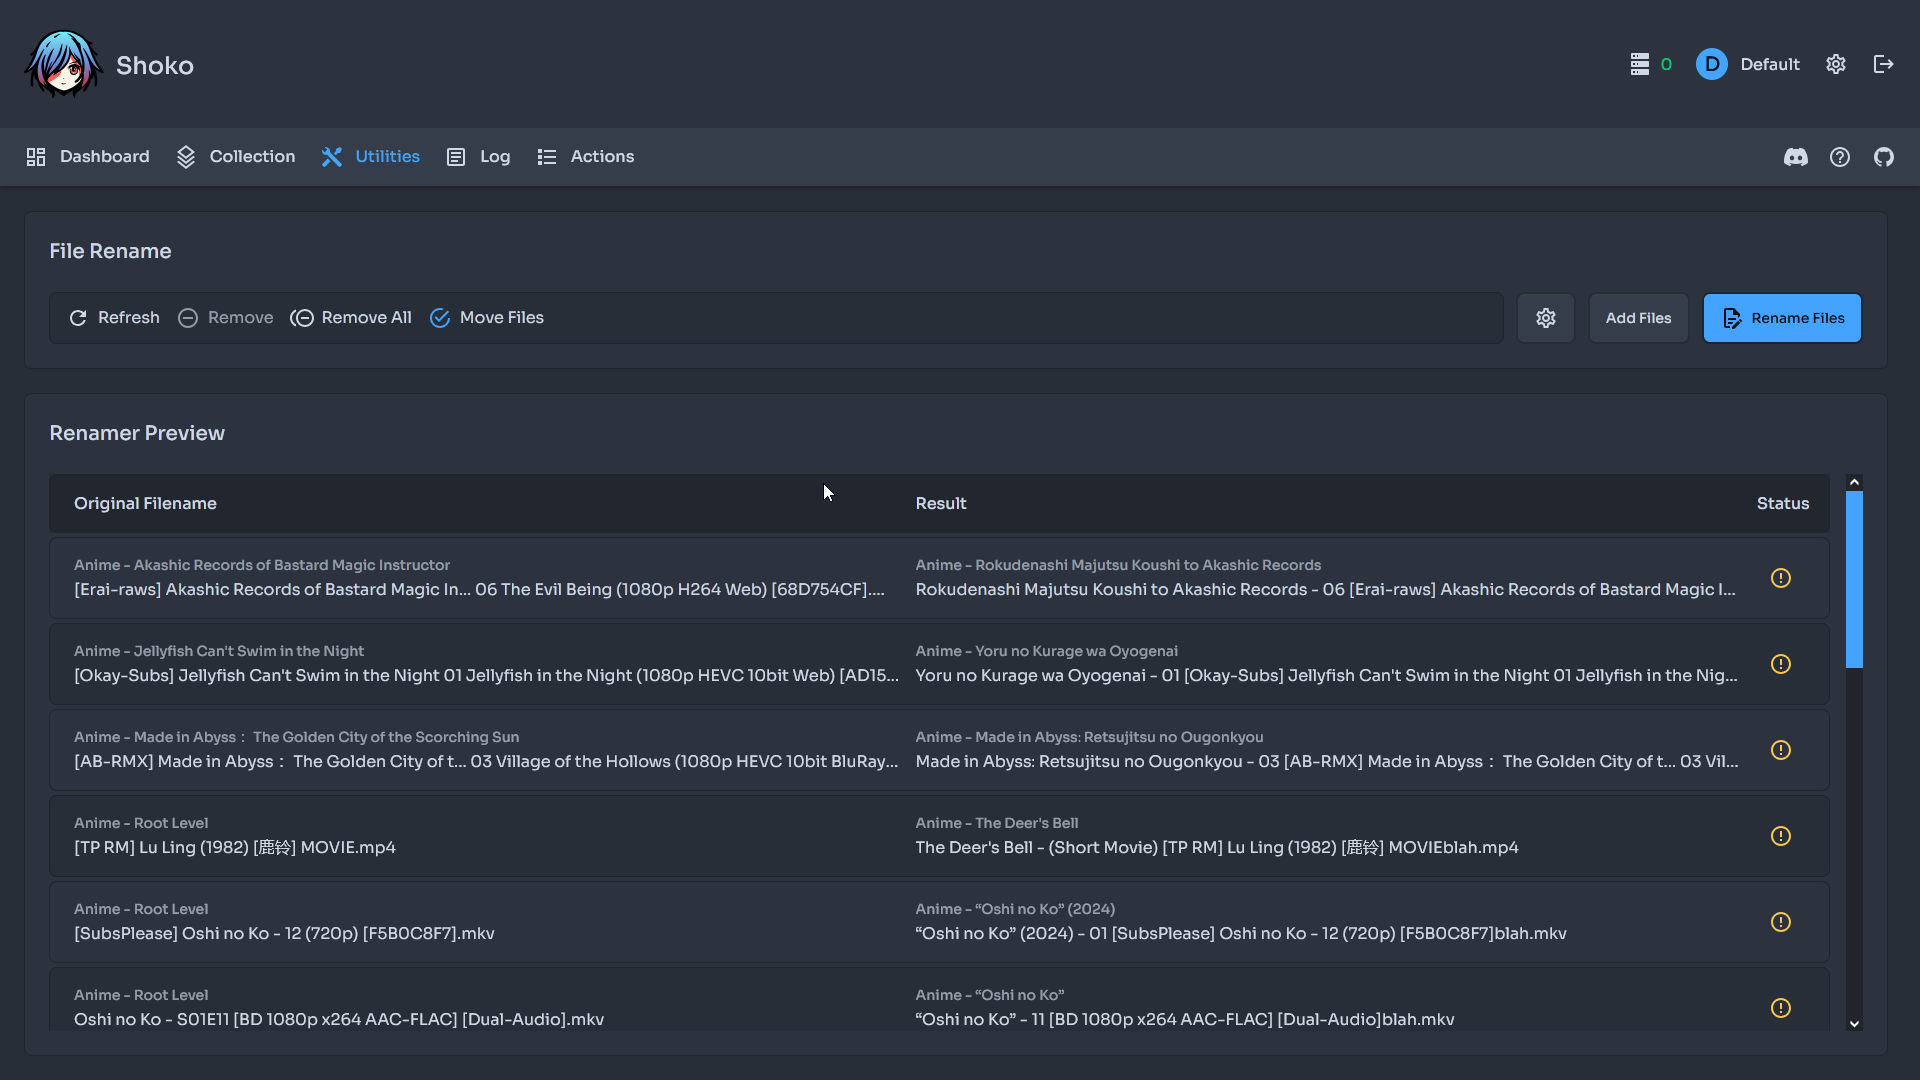 Shoko
0
D
Default
Dashboard
Collection
Utilities
Log
Actions
File Rename
Refresh
Remove
Remove All
Move Files
Add Files
Rename Files
Renamer Preview
Original Filename
Result
Status
Anime - Akashic Records of Bastard Magic Instructor
[Erai-raws] Akashic Records of Bastard Magic In... 06 The Evil Being (1080p H264 Web) [68D754CF]....
Anime - Rokudenashi Majutsu Koushi to Akashic Records
Rokudenashi Majutsu Koushi to Akashic Records - 06 [Erai-raws] Akashic Records of Bastard Magic I...
Anime - Jellyfish Can't Swim in the Night
[Okay-Subs] Jellyfish Can't Swim in the Night 01 Jellyfish in the Night (1080p HEVC 10bit Web) [AD15...
Anime - Yoru no Kurage wa Oyogenai
Yoru no Kurage wa Oyogenai - 01 [Okay-Subs] Jellyfish Can't Swim in the Night 01 Jellyfish in the Nig...
Anime - Made in Abyss： The Golden City of the Scorching Sun
[AB-RMX] Made in Abyss： The Golden City of t... 03 Village of the Hollows (1080p HEVC 10bit BluRay...
Anime - Made in Abyss: Retsujitsu no Ougonkyou
Made in Abyss: Retsujitsu no Ougonkyou - 03 [AB-RMX] Made in Abyss： The Golden City of t... 03 Vil...
Anime - Root Level
[TP RM] Lu Ling (1982) [鹿铃] MOVIE.mp4
Anime - The Deer's Bell
The Deer's Bell - (Short Movie) [TP RM] Lu Ling (1982) [鹿铃] MOVIEblah.mp4
Anime - Root Level
[SubsPlease] Oshi no Ko - 12 (720p) [F5B0C8F7].mkv
Anime - “Oshi no Ko” (2024)
“Oshi no Ko” (2024) - 01 [SubsPlease] Oshi no Ko - 12 (720p) [F5B0C8F7]blah.mkv
Anime - Root Level
Oshi no Ko - S01E11 [BD 1080p x264 AAC-FLAC] [Dual-Audio].mkv
Anime - “Oshi no Ko”
“Oshi no Ko” - 11 [BD 1080p x264 AAC-FLAC] [Dual-Audio]blah.mkv